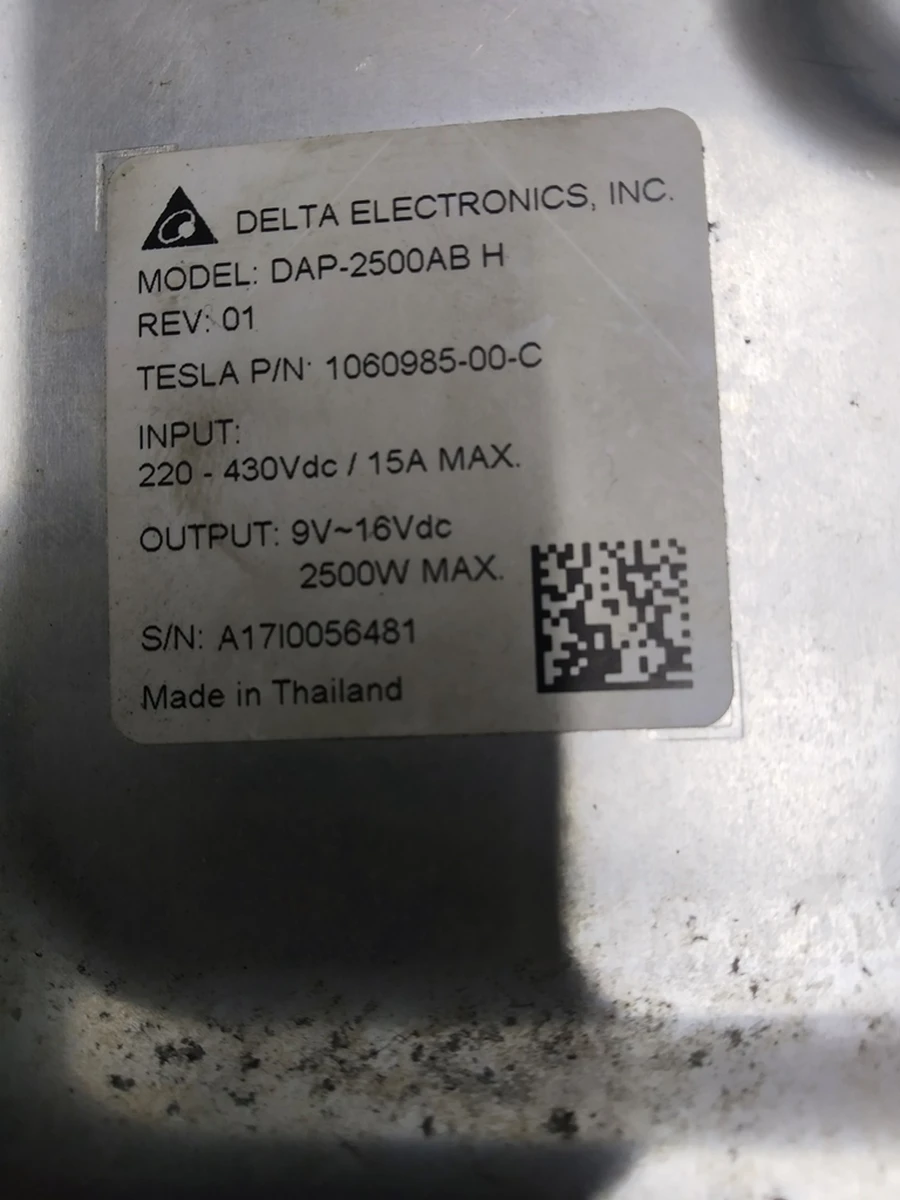 DELTA ELECTRONICS, INC.
MODEL: DAP-2500AB H
REV: 01
TESLA P/N: 1060985-00-C
INPUT:
220 - 430Vdc / 15A MAX.
OUTPUT: 9V~16Vdc
2500W MAX.
S/N: A17I0056481
Made in Thailand